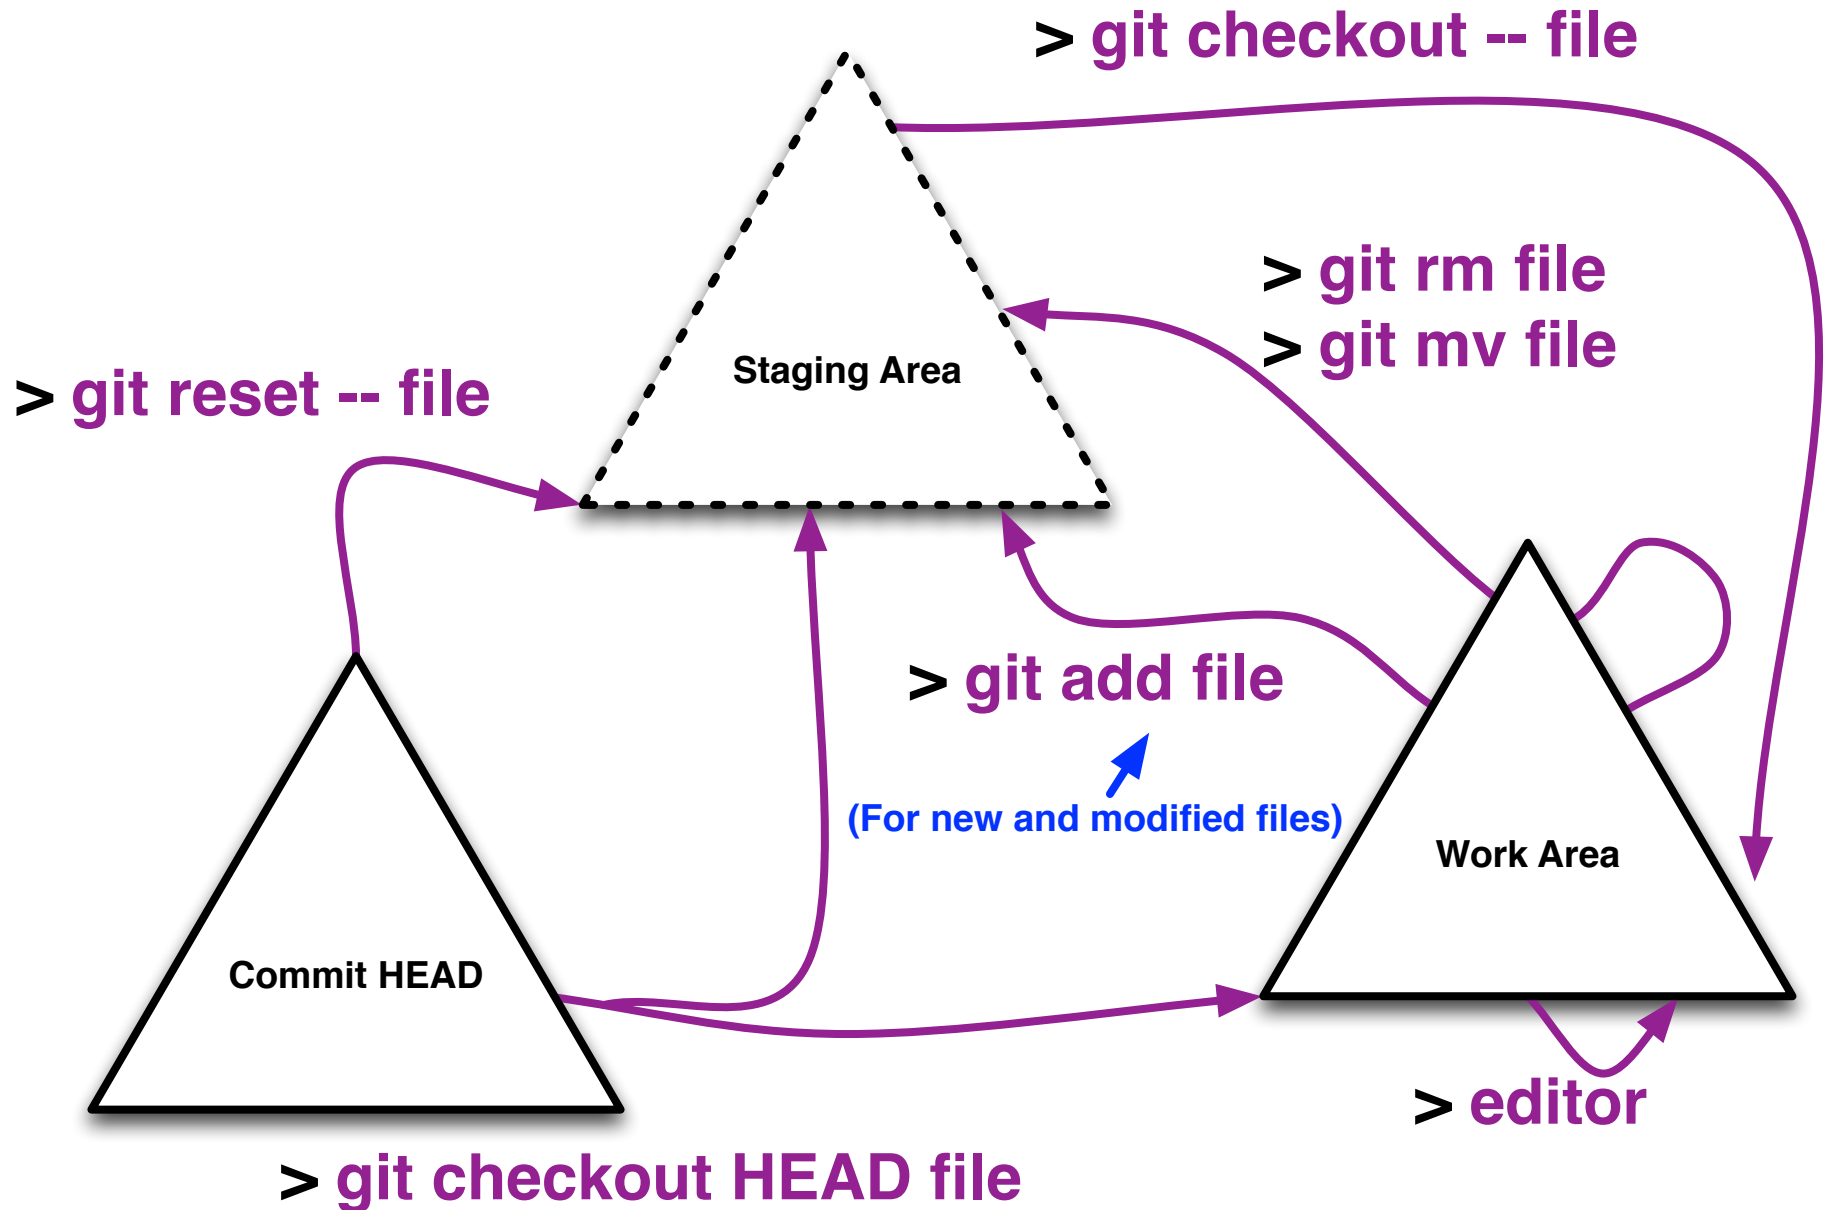 > git checkout -- file
> git rm file
> git mv file
Staging Area
> git reset -- file
> git add file
(For new and modified files)
Work Area
Commit HEAD
> editor
> git checkout HEAD file